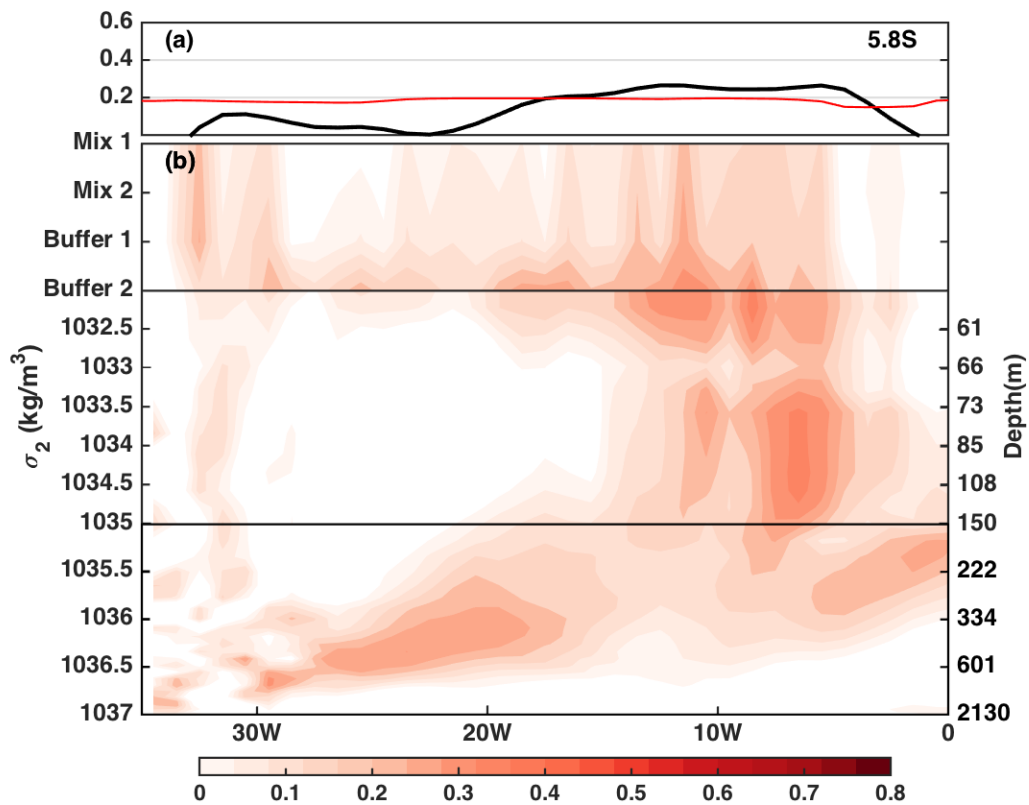 0.6
(a) 5.8S
0.4
0.2
Mix 1
(b)
Mix 2
Buffer 1
Buffer 2
1032.5 61
1033 66
1033.5 73
1034 85
1034.5 108
1035 150
1035.5 222
1036 334
1036.5 601
1037 2130
σ2 (kg/m3)
Depth(m)
30W 20W 10W 0
0 0.1 0.2 0.3 0.4 0.5 0.6 0.7 0.8